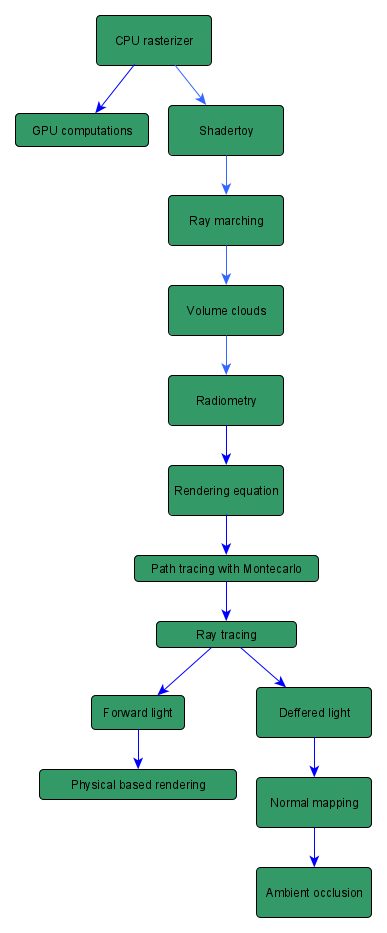 CPU rasterizer
GPU computations
Shadertoy
Ray marching
Volume clouds
Radiometry
Rendering equation
Path tracing with Montecarlo
Ray tracing
Forward light
Deffered light
Physical based rendering
Normal mapping
Ambient occlusion